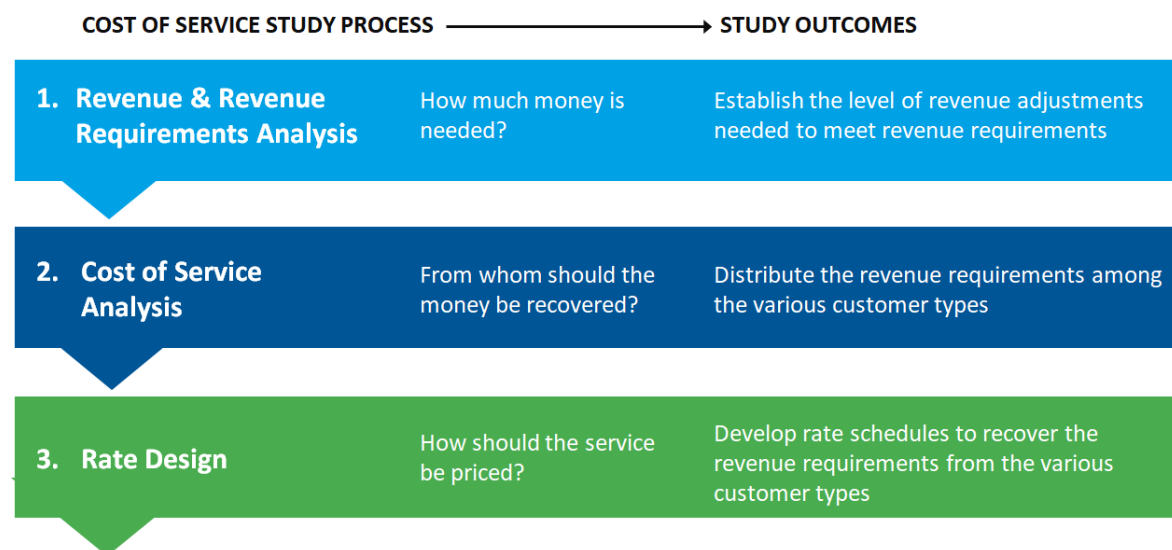 COST OF SERVICE STUDY PROCESS
STUDY OUTCOMES
1. Revenue & Revenue
Requirements Analysis
How much money is
needed?
Establish the level of revenue adjustments
needed to meet revenue requirements
2. Cost of Service
Analysis
From whom should the
money be recovered?
Distribute the revenue requirements among
the various customer types
3. Rate Design
How should the service
be priced?
Develop rate schedules to recover the
revenue requirements from the various
customer types